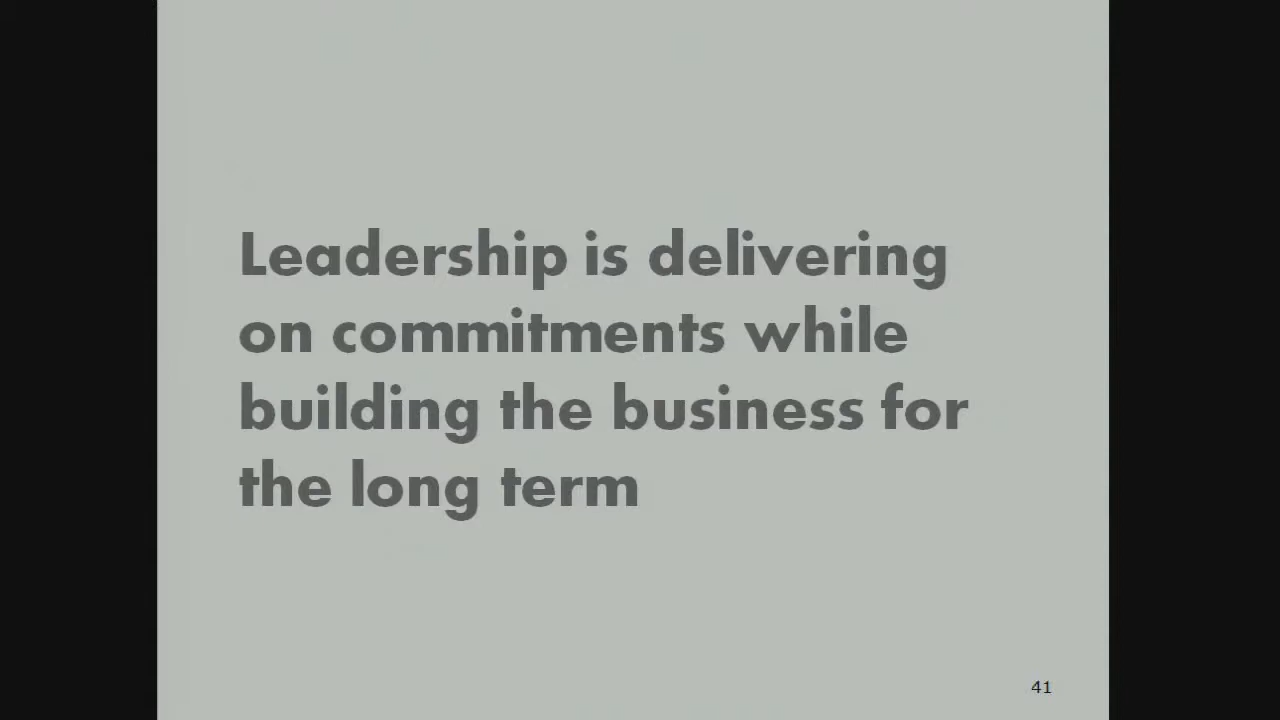 Leadership is delivering
on commitments while
building the business for
the long term
41